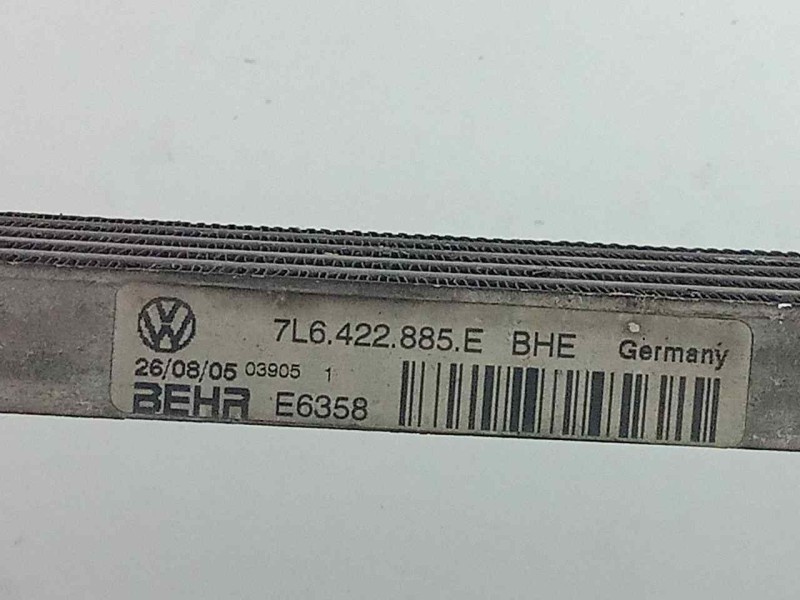 7L6.422.885.E BHE Germany
26/08/05 03905 1
BEHR E6358